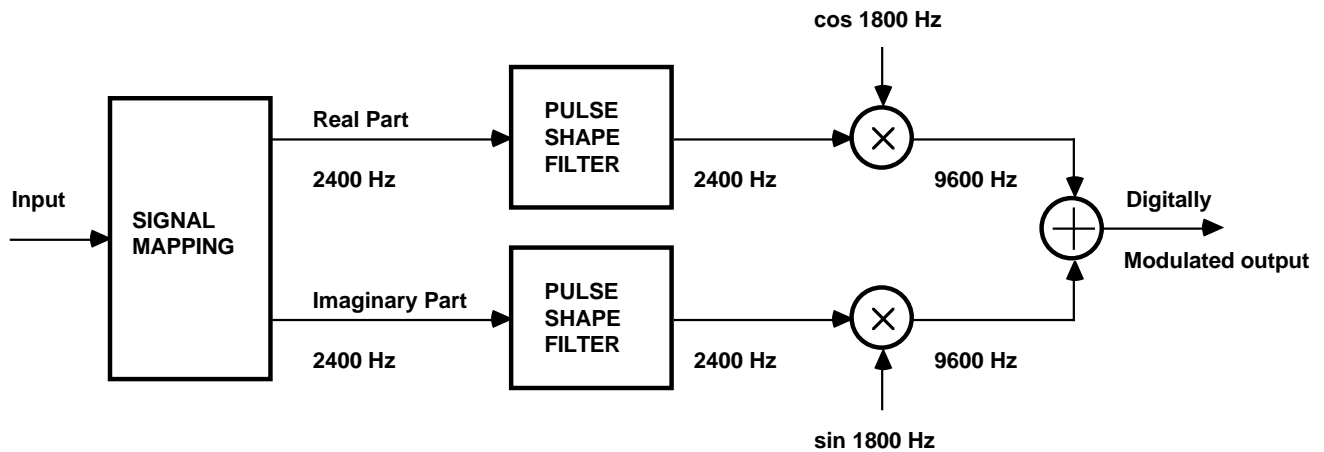 cos 1800 Hz
Input
SIGNAL
MAPPING
Real Part
2400 Hz
PULSE
SHAPE
FILTER
2400 Hz
9600 Hz
Imaginary Part
2400 Hz
PULSE
SHAPE
FILTER
2400 Hz
9600 Hz
sin 1800 Hz
Digitally
Modulated output